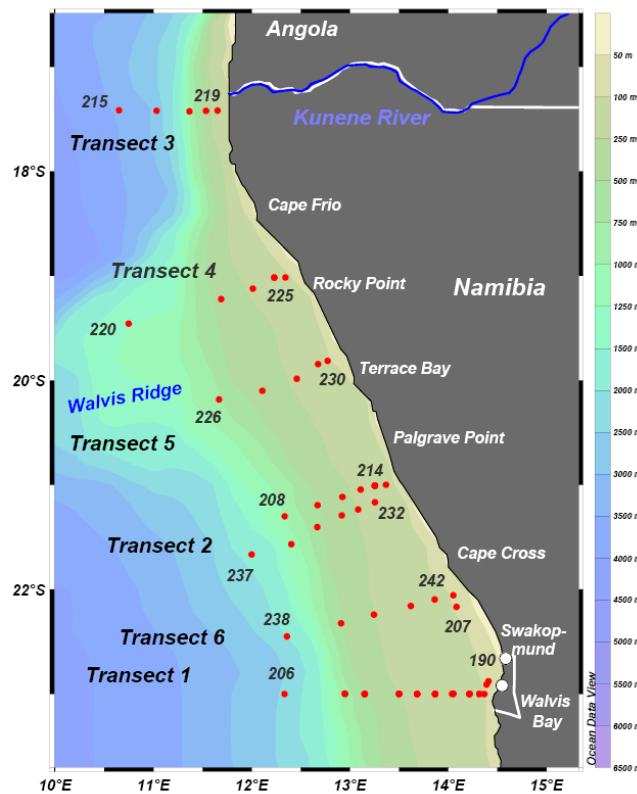 Angola
50 m
215
219
100 m
Kunene River
Transect 3
250 m
18°S
500 m
Cape Frio
750 m
Transect 4
1000 m
225
Rocky Point
Namibia
1250 m
220
1500 m
Terrace Bay
230
20°S
1750 m
Walvis Ridge
226
2000 m
Palgrave Point
Transect 5
2500 m
214
3000 m
208
232
3500 m
Transect 2
Cape Cross
4000 m
237
242
22°S
4500 m
238
207
Swakop-
mund
Transect 6
190
5000 m
Transect 1
206
Walvis
Bay
5500 m
6000 m
Ocean Data View
6500 m
10°E
11°E
12°E
13°E
14°E
15°E